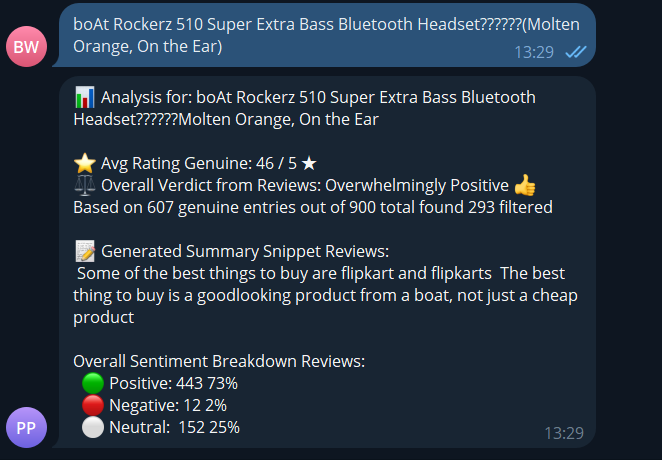 boAt Rockerz 510 Super Extra Bass Bluetooth Headset??????(Molten
Orange, On the Ear)
13:29
BW
📊 Analysis for: boAt Rockerz 510 Super Extra Bass Bluetooth
Headset??????Molten Orange, On the Ear
⭐ Avg Rating Genuine: 46 / 5 ★
⚖️ Overall Verdict from Reviews: Overwhelmingly Positive 👍
Based on 607 genuine entries out of 900 total found 293 filtered
📝 Generated Summary Snippet Reviews:
Some of the best things to buy are flipkart and flipkarts  The best
thing to buy is a goodlooking product from a boat, not just a cheap
product
Overall Sentiment Breakdown Reviews:
🟢 Positive: 443 73%
🔴 Negative: 12 2%
⚪ Neutral:  152 25%
PP
13:29